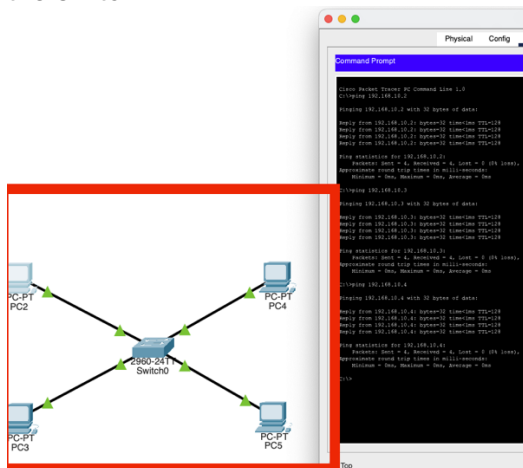 Physical Config
Command Prompt
Cisco Packet Tracer PC Command Line 1.0
C:\>ping 192.168.10.2
Pinging 192.168.10.2 with 32 bytes of data:
Reply from 192.168.10.2: bytes=32 time<1ms TTL=128
Reply from 192.168.10.2: bytes=32 time<1ms TTL=128
Reply from 192.168.10.2: bytes=32 time<1ms TTL=128
Reply from 192.168.10.2: bytes=32 time<1ms TTL=128
Ping statistics for 192.168.10.2:
Packets: Sent = 4, Received = 4, Lost = 0 (0% loss),
Approximate round trip times in milli-seconds:
Minimum = 0ms, Maximum = 0ms, Average = 0ms
C:\>ping 192.168.10.3
Pinging 192.168.10.3 with 32 bytes of data:
Reply from 192.168.10.3: bytes=32 time<1ms TTL=128
Reply from 192.168.10.3: bytes=32 time<1ms TTL=128
Reply from 192.168.10.3: bytes=32 time<1ms TTL=128
Reply from 192.168.10.3: bytes=32 time<1ms TTL=128
Ping statistics for 192.168.10.3:
Packets: Sent = 4, Received = 4, Lost = 0 (0% loss),
Approximate round trip times in milli-seconds:
Minimum = 0ms, Maximum = 0ms, Average = 0ms
C:\>ping 192.168.10.4
Pinging 192.168.10.4 with 32 bytes of data:
Reply from 192.168.10.4: bytes=32 time<1ms TTL=128
Reply from 192.168.10.4: bytes=32 time<1ms TTL=128
Reply from 192.168.10.4: bytes=32 time<1ms TTL=128
Reply from 192.168.10.4: bytes=32 time<1ms TTL=128
Ping statistics for 192.168.10.4:
Packets: Sent = 4, Received = 4, Lost = 0 (0% loss),
Approximate round trip times in milli-seconds:
Minimum = 0ms, Maximum = 0ms, Average = 0ms
C:\>
Top
PC-PT
PC2
PC-PT
PC4
2960-24TT
Switch0
PC-PT
PC3
PC-PT
PC5